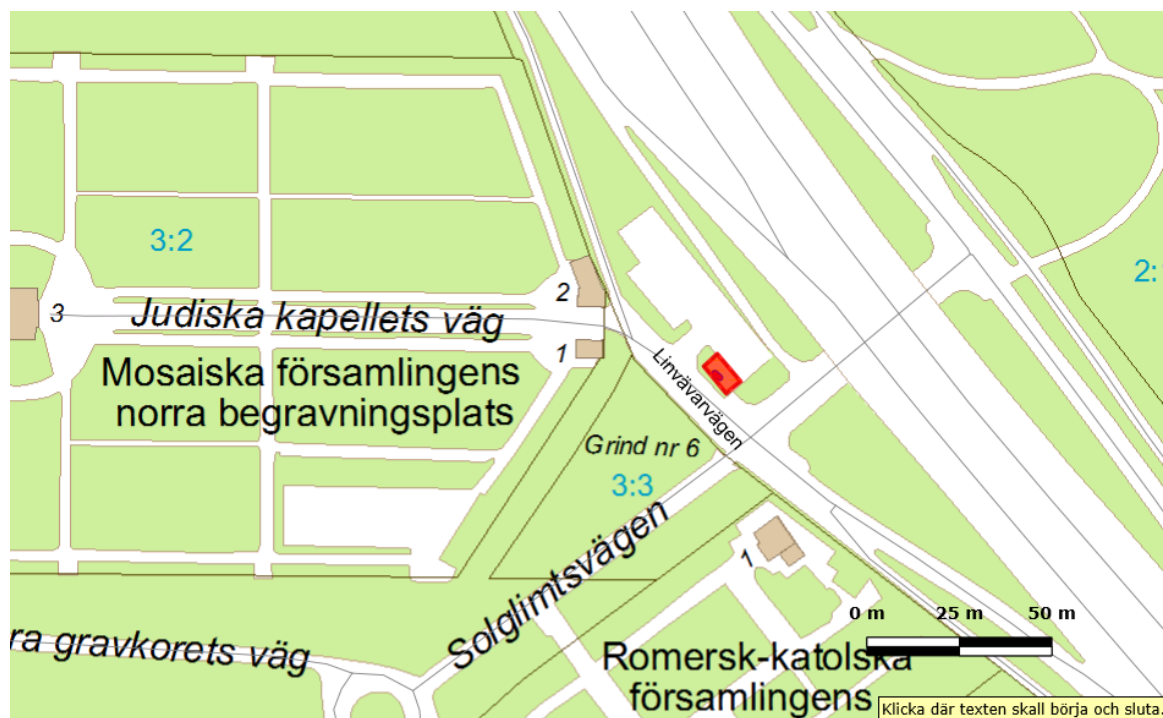 3:2
2:
2
3
Judiska kapellets väg
1
Linvävarvägen
Mosaiska församlingens
norra begravningsplats
Grind nr 6
3:3
Solglimtsvägen
1
0 m 25 m 50 m
ra gravkorets väg
Romersk-katolska
församlingens
Klicka där texten skall börja och sluta.